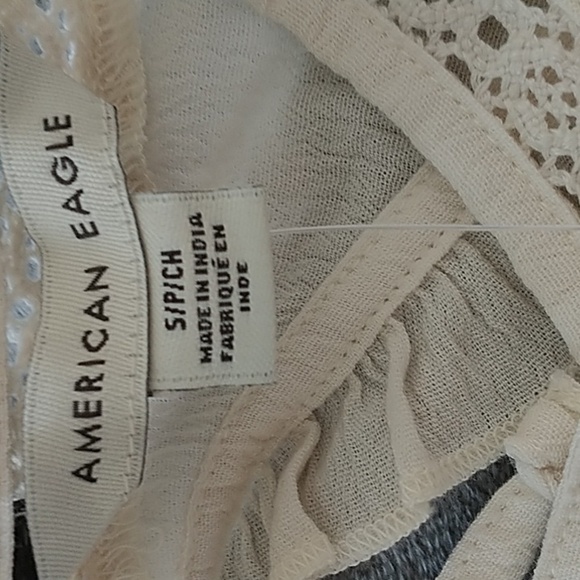 AMERICAN EAGLE
S/P/CH
MADE IN INDIA
FABRIQUÉ EN
INDE